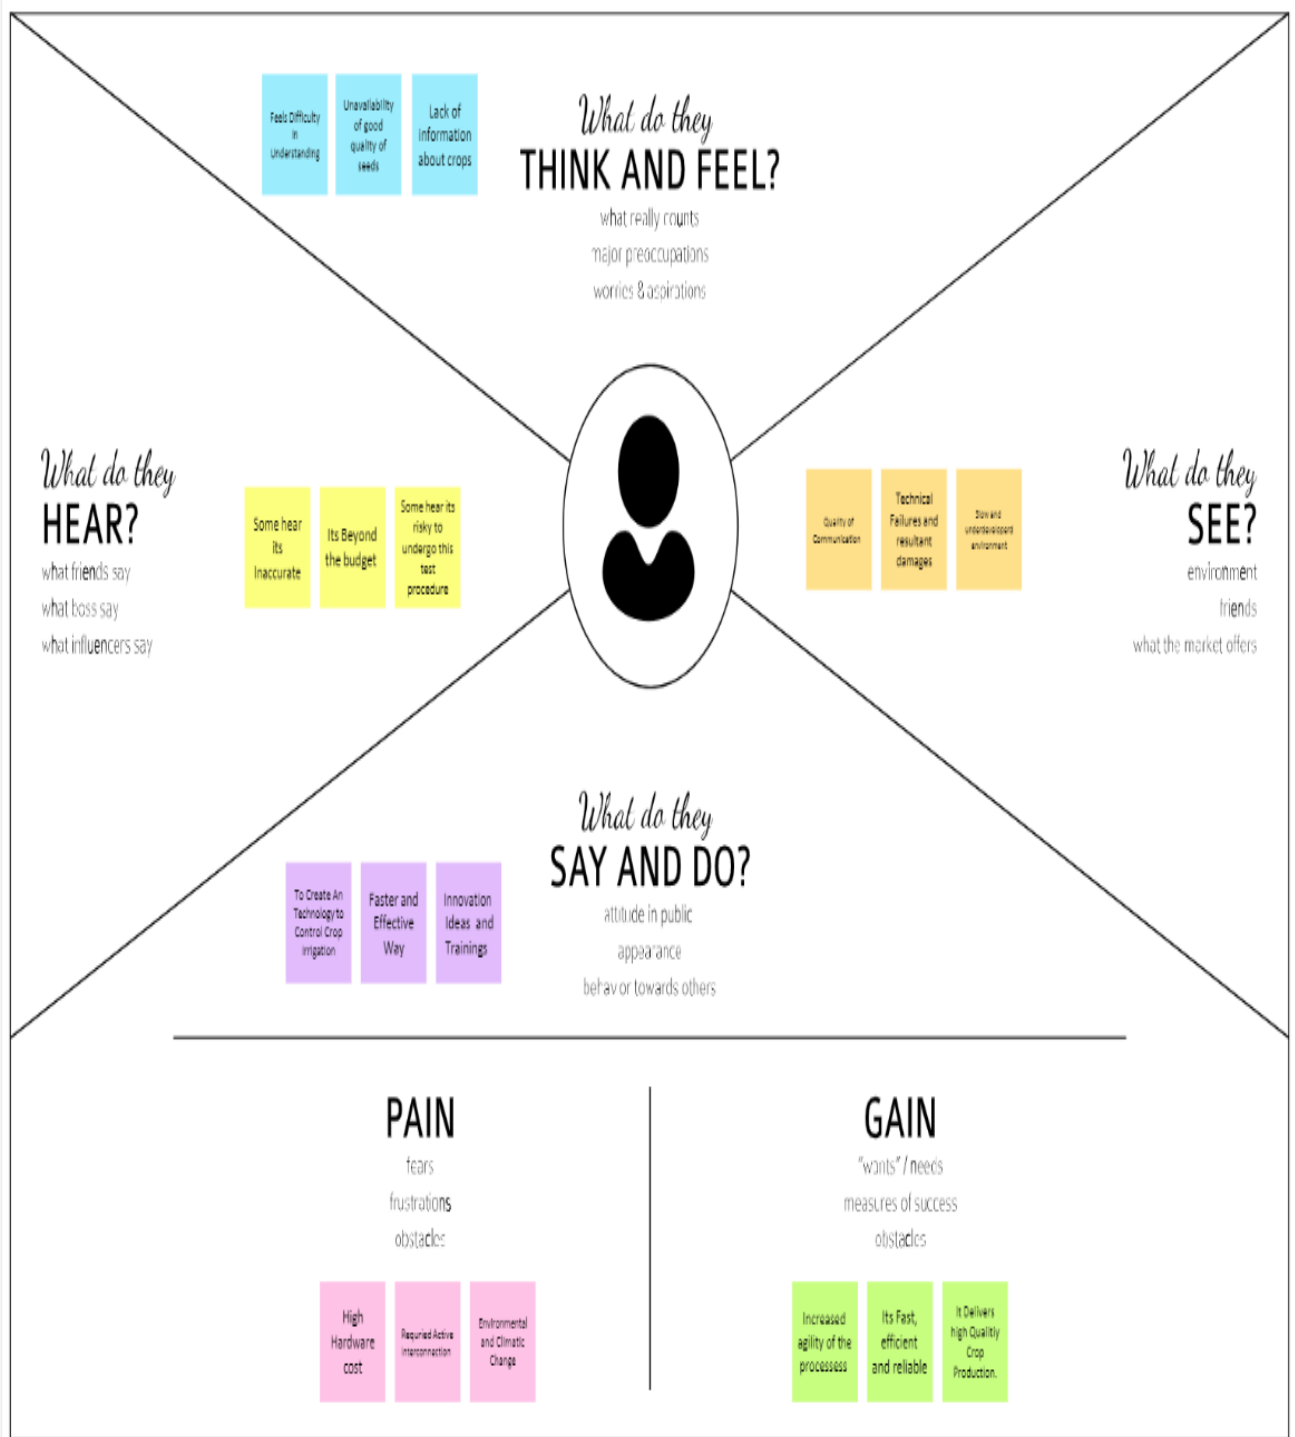 Feels Difficulty
in
Understanding
Unavailability
of good
quality of
seeds
Lack of
Information
about crops
What do they
THINK AND FEEL?
what really counts
major preoccupations
worries & aspirations
What do they
HEAR?
what friends say
what boss say
what influencers say
Some hear
its
Inaccurate
Its Beyond
the budget
Some hear its
risky to
undergo this
test
procedure
Quality of
Communication
Technical
Failures and
resultant
damages
Slow and
underdeveloped
environment
What do they
SEE?
environment
friends
what the market offers
What do they
SAY AND DO?
attitude in public
appearance
behavior towards others
To Create An
Technology to
Control Crop
Irrigation
Faster and
Effective
Way
Innovation
Ideas and
Trainings
PAIN
fears
frustrations
obstacles
High
Hardware
cost
Requried Active
interconnection
Environmental
and Climatic
Change
GAIN
"wants" / needs
measures of success
obstacles
Increased
agility of the
processess
Its Fast,
efficient
and reliable
It Delivers
high Qualitiy
Crop
Production.